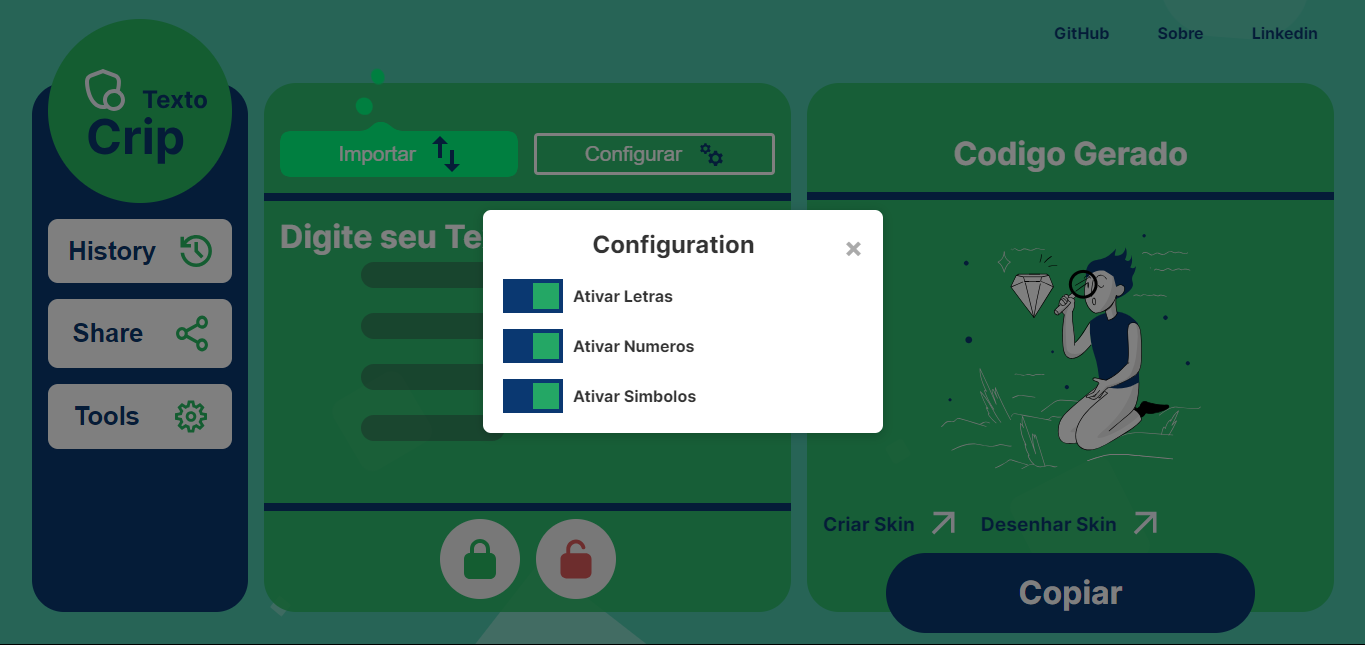 GitHub Sobre Linkedin
Texto
Crip
Importar
Configurar
Codigo Gerado
History
Share
Tools
Digite seu Te
Configuration
×
Ativar Letras
Ativar Numeros
Ativar Simbolos
Criar Skin
Desenhar Skin
Copiar